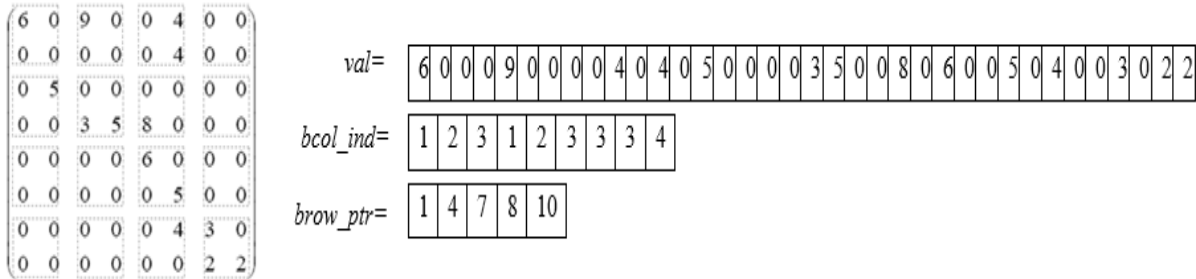 6 0 9 0 0 4 0 0
0 0 0 0 0 4 0 0
0 5 0 0 0 0 0 0
0 0 3 5 8 0 0 0
0 0 0 0 6 0 0 0
0 0 0 0 0 5 0 0
0 0 0 0 0 4 3 0
0 0 0 0 0 0 2 2
val= 6 0 0 0 9 0 0 0 0 4 0 4 0 5 0 0 0 0 3 5 0 0 8 0 6 0 0 5 0 4 0 0 3 0 2 2
bcol_ind= 1 2 3 1 2 3 3 3 4
brow_ptr= 1 4 7 8 10